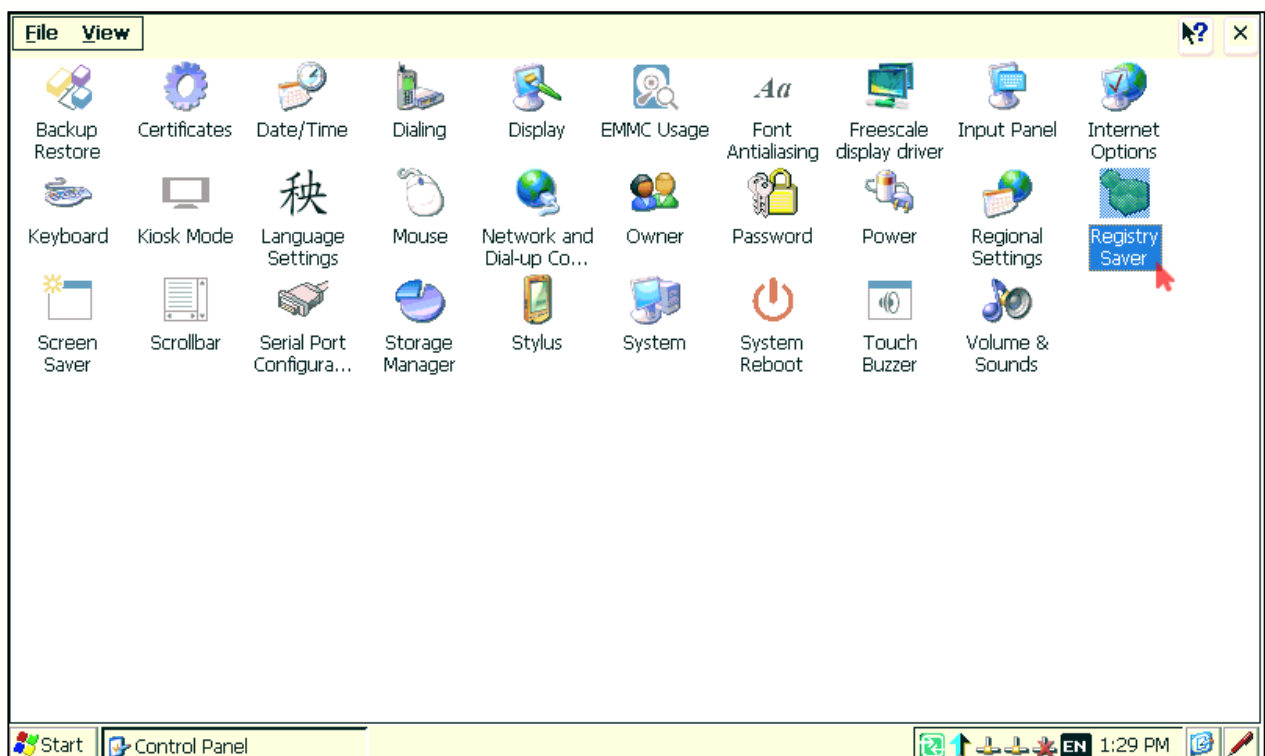 File View
?
Aa
Backup Restore
Certificates
Date/Time
Dialing
Display
EMMC Usage
Font Antialiasing
Freescale display driver
Input Panel
Internet Options
秧
Keyboard
Kiosk Mode
Language Settings
Mouse
Network and Dial-up Co...
Owner
Password
Power
Regional Settings
Registry Saver
Screen Saver
Scrollbar
Serial Port Configura...
Storage Manager
Stylus
System
System Reboot
Touch Buzzer
Volume & Sounds
Start
Control Panel
EN 1:29 PM